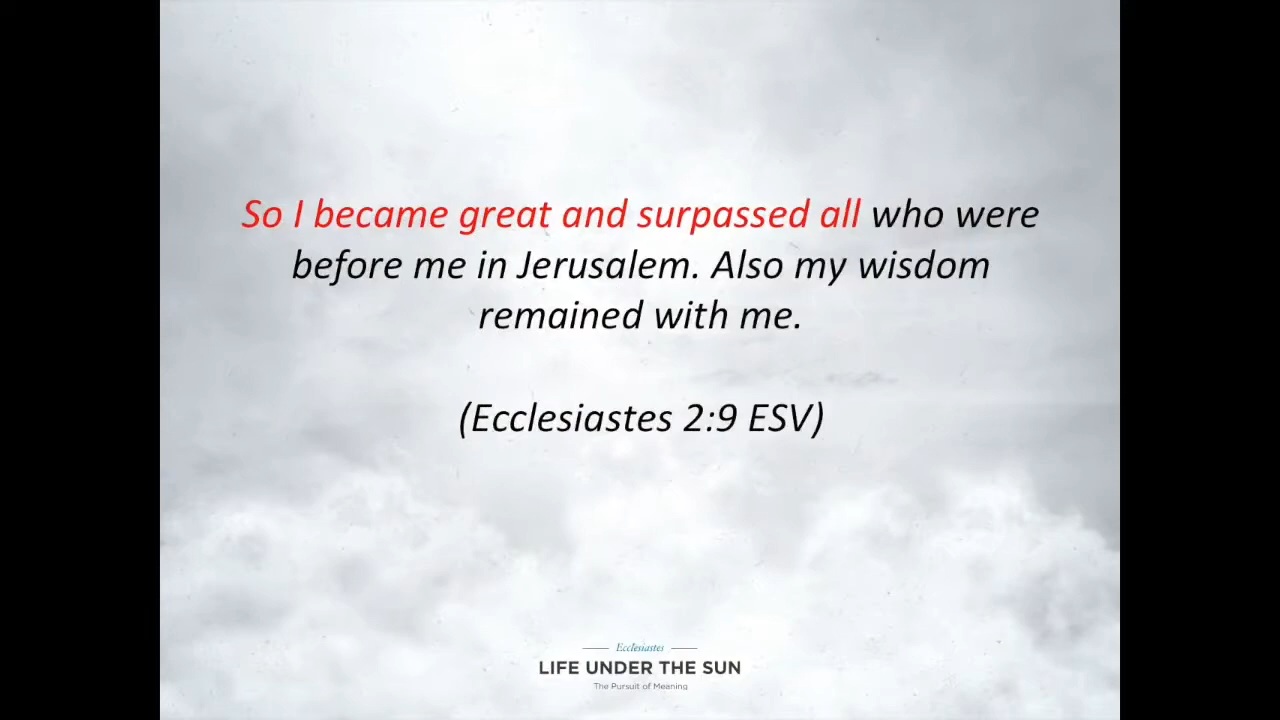 So I became great and surpassed all who were
before me in Jerusalem. Also my wisdom
remained with me.
(Ecclesiastes 2:9 ESV)
Ecclesiastes
LIFE UNDER THE SUN
The Pursuit of Meaning